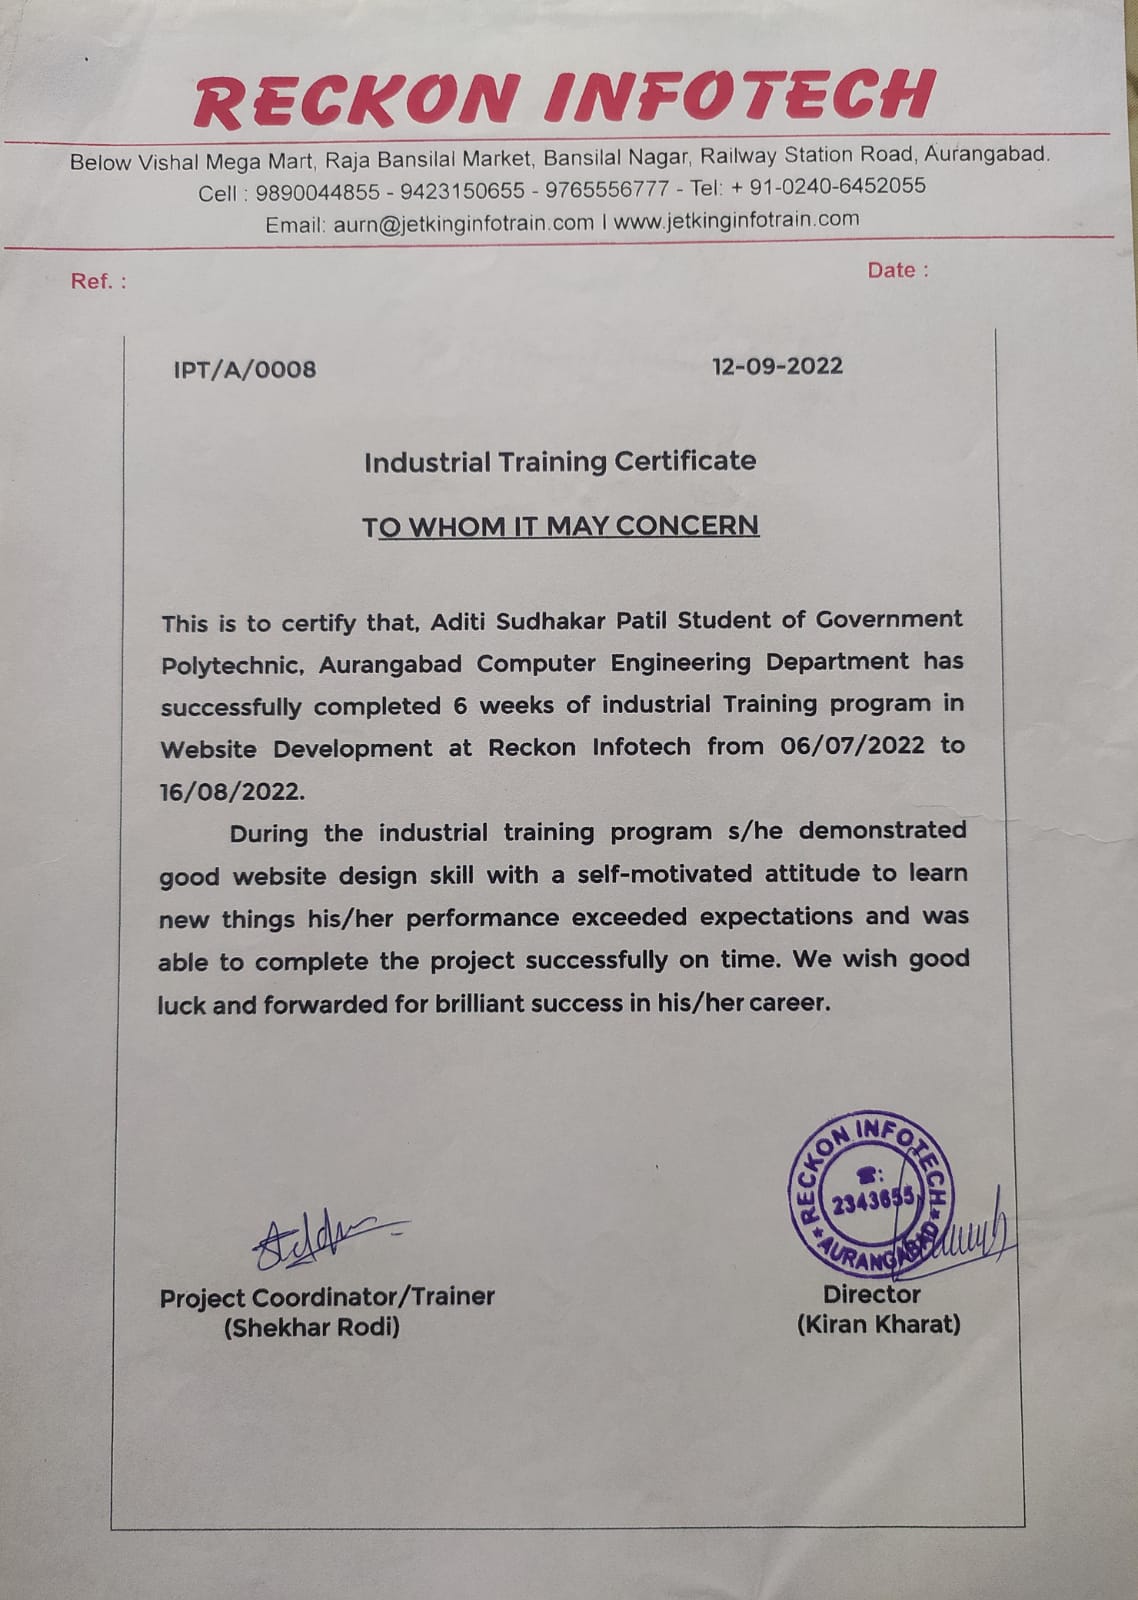 RECKON INFOTECH
Below Vishal Mega Mart, Raja Bansilal Market, Bansilal Nagar, Railway Station Road, Aurangabad.
Cell : 9890044855 - 9423150655 - 9765556777 - Tel: + 91-0240-6452055
Email: aurn@jetkinginfotrain.com I www.jetkinginfotrain.com
Ref. :
Date :
IPT/A/0008
12-09-2022
Industrial Training Certificate
TO WHOM IT MAY CONCERN
This is to certify that, Aditi Sudhakar Patil Student of Government
Polytechnic, Aurangabad Computer Engineering Department has
successfully completed 6 weeks of industrial Training program in
Website Development at Reckon Infotech from 06/07/2022 to
16/08/2022.
During the industrial training program s/he demonstrated
good website design skill with a self-motivated attitude to learn
new things his/her performance exceeded expectations and was
able to complete the project successfully on time. We wish good
luck and forwarded for brilliant success in his/her career.
RECKON INFOTECH
☎:
2343655
★ AURANGABAD ★
Project Coordinator/Trainer
(Shekhar Rodi)
Director
(Kiran Kharat)